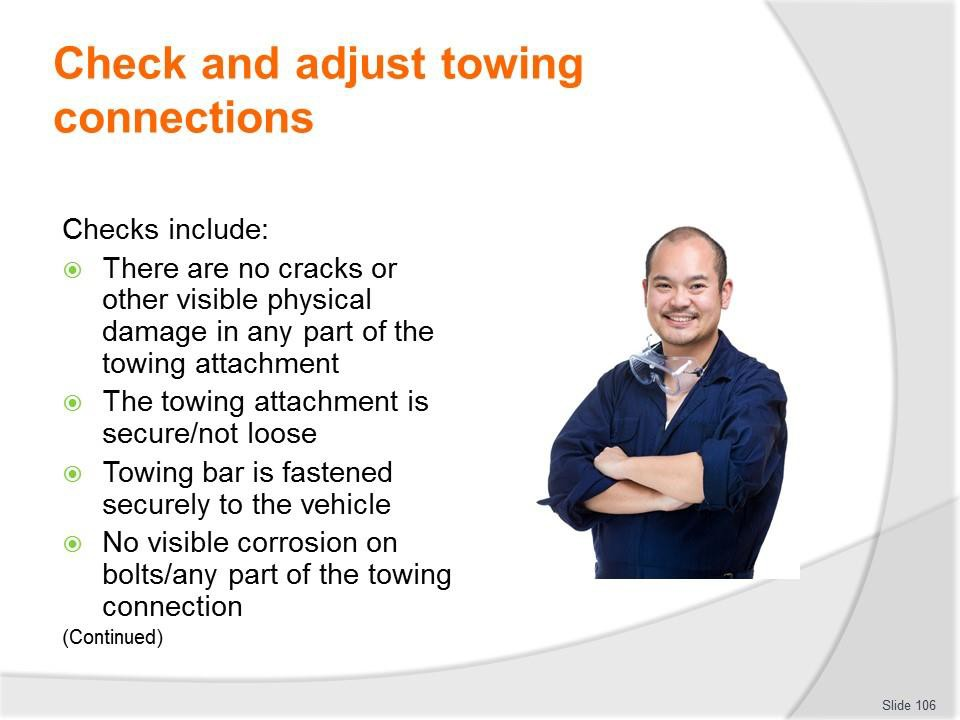 Check and adjust towing
connections
Checks include:
There are no cracks or
other visible physical
damage in any part of the
towing attachment
The towing attachment is
secure/not loose
Towing bar is fastened
securely to the vehicle
No visible corrosion on
bolts/any part of the towing
connection
(Continued)
Slide 106